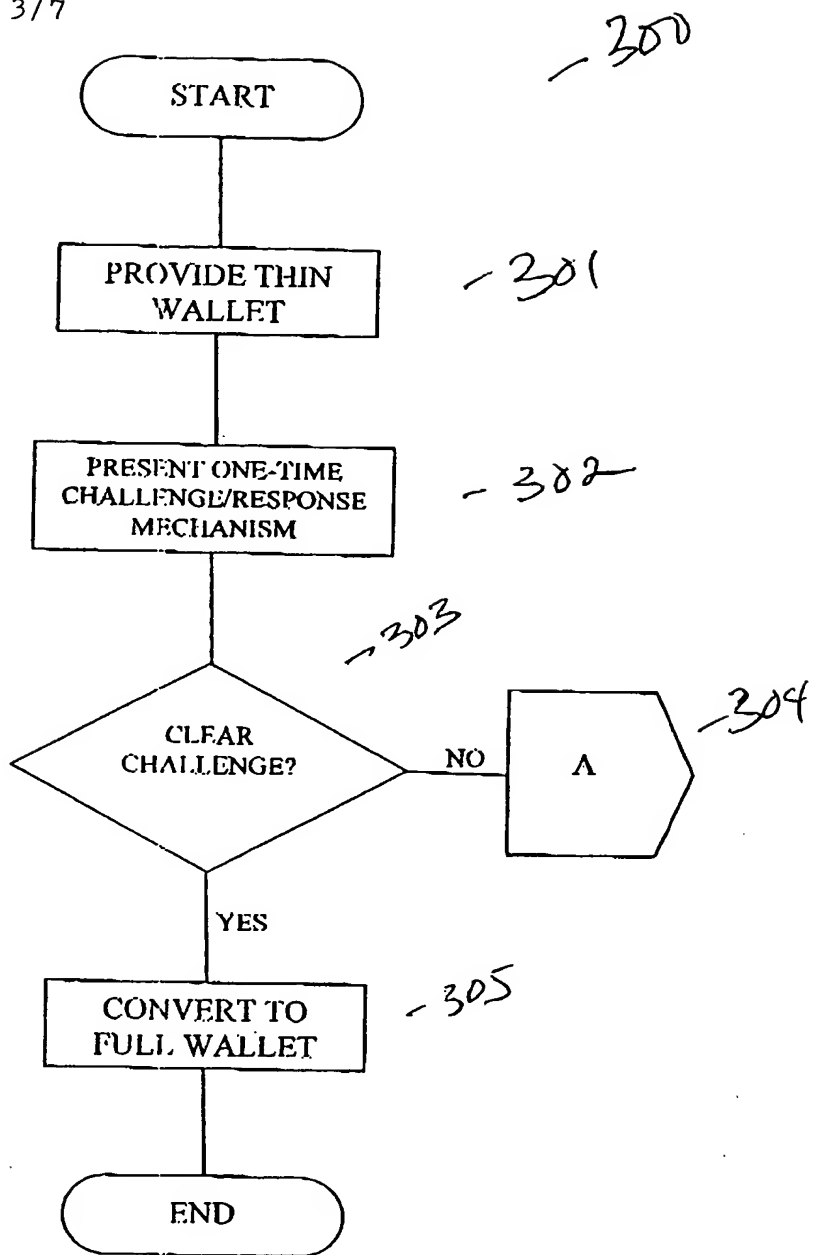 3/7
- 300
START
PROVIDE THIN
WALLET
- 301
PRESENT ONE-TIME
CHALLENGE/RESPONSE
MECHANISM
- 302
- 303
CLEAR
CHALLENGE?
NO
A
- 304
YES
CONVERT TO
FULL WALLET
- 305
END